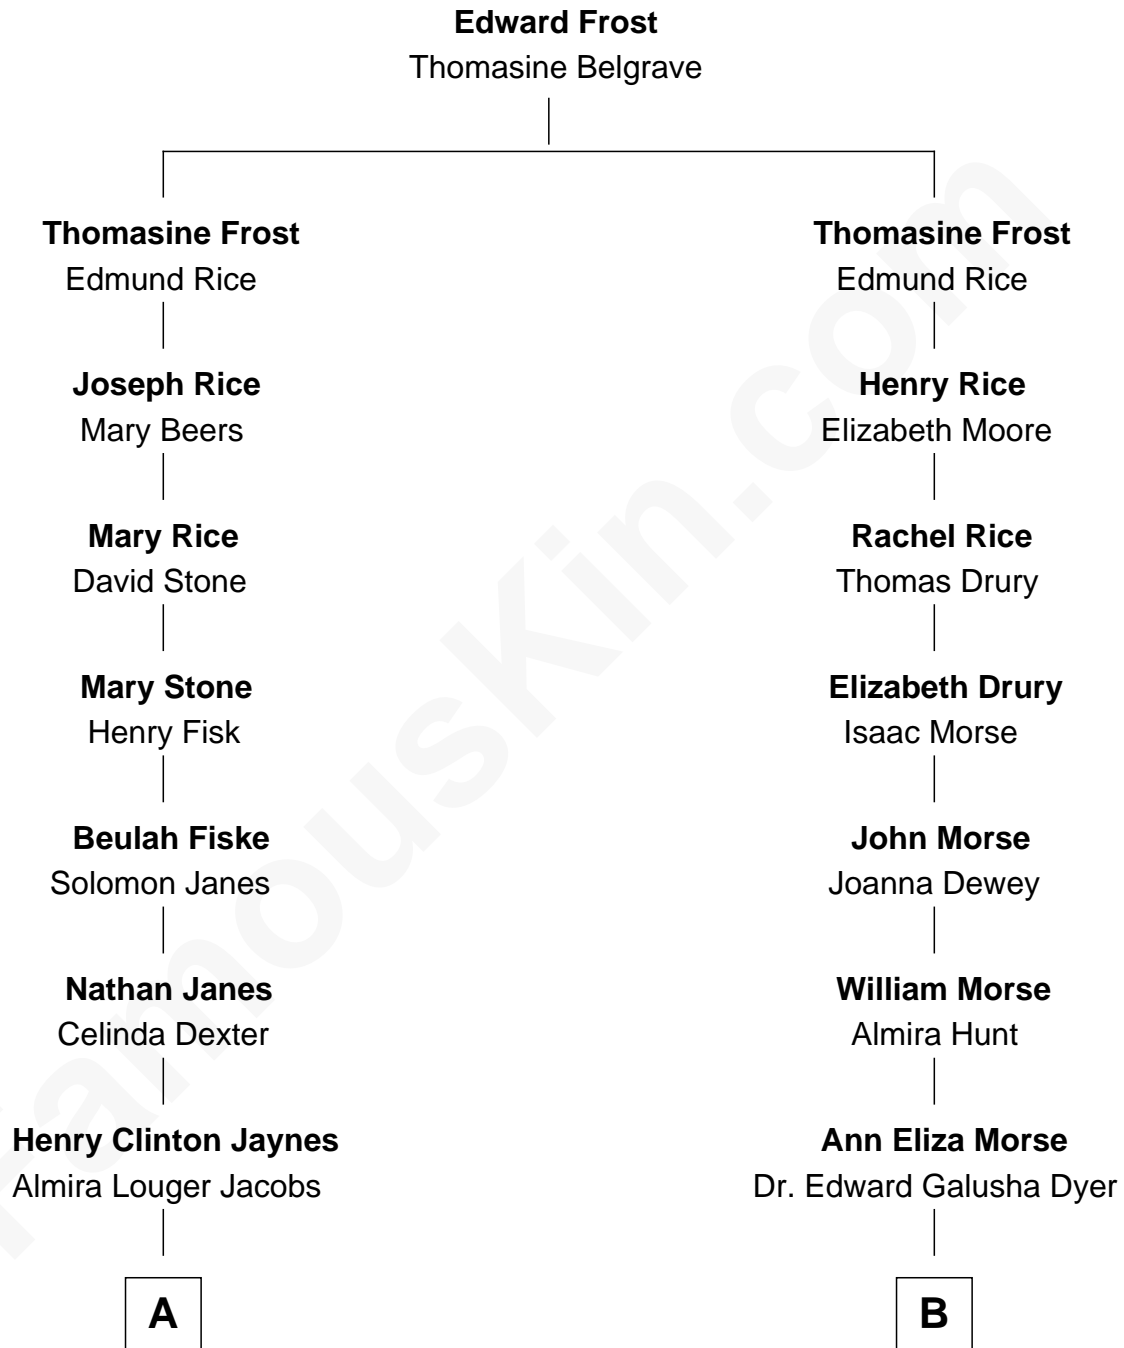 Edward Frost
Thomasine Belgrave
Thomasine Frost
Edmund Rice
Thomasine Frost
Edmund Rice
Joseph Rice
Mary Beers
Henry Rice
Elizabeth Moore
Mary Rice
David Stone
Rachel Rice
Thomas Drury
Mary Stone
Henry Fisk
Elizabeth Drury
Isaac Morse
Beulah Fiske
Solomon Janes
John Morse
Joanna Dewey
Nathan Janes
Celinda Dexter
William Morse
Almira Hunt
Henry Clinton Jaynes
Almira Louger Jacobs
Ann Eliza Morse
Dr. Edward Galusha Dyer
A
B
FamousKin.com